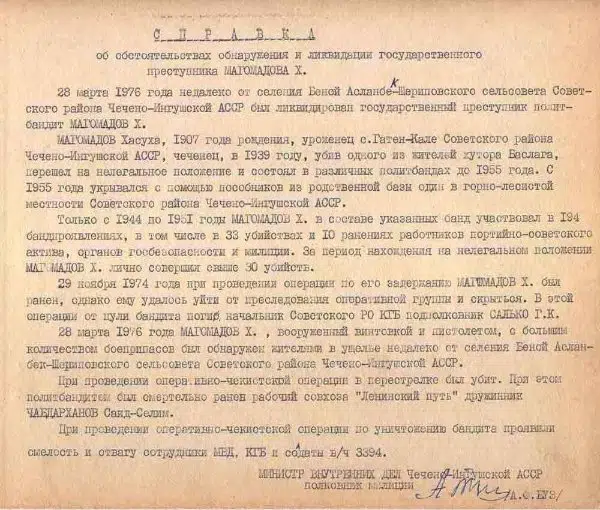 С П Р А В К А
об обстоятельствах обнаружения и ликвидации государственного
преступника МАГОМАДОВА Х.
28 марта 1976 года недалеко от селения Беной Асланбек-Шериповского сельсовета Совет-
ского района Чечено-Ингушской АССР был ликвидирован государственный преступник полит-
бандит МАГОМАДОВ Х.
МАГОМАДОВ Хасуха, 1907 года рождения, уроженец с.Гатен-Кале Советского района
Чечено-Ингушской АССР, чеченец, в 1939 году, убив одного из жителей хутора Баслага,
перешел на нелегальное положение и состоял в различных политбандах до 1955 года. С
1955 года укрывался с помощью пособников из родственной базы один в горно-лесистой
местности Советского района Чечено-Ингушской АССР.
Только с 1944 до 1951 годы МАГОМАДОВ Х. в составе указанных банд участвовал в 194
бандпроявлениях, в том числе в 33 убийствах и 10 ранениях работников портийно-советского
актива, органов госбезопасности и милиции. За период нахождения на нелегальном положении
МАГОМАДОВ Х. лично совершил свыше 30 убийств.
29 ноября 1974 года при проведении операции по его задержанию МАГОМАДОВ Х. был
ранен, однако ему удалось уйти от преследования оперативной группы и скрыться. В этой
операции от пули бандита погиб начальник Советского РО КГБ подполковник САЛЬКО Г.К.
28 марта 1976 года МАГОМАДОВ Х. , вооруженный винтовкой и пистолетом, с большим
количеством боеприпасов был обнаружен жителями в ущелье недалеко от селения Беной Аслан-
бек-Шериповского сельсовета Советского района Чечено-Ингушской АССР.
При проведении оперативно-чекистской операции в перестрелке был убит. При этом
политбандитом был смертельно ранен рабочий совхоза "Ленинский путь" дружинник
ЧАБДАРХАНОВ Саид-Селим.
При проведении оперативно-чекистской операции по уничтожению бандита проявили
смелость и отвагу сотрудники МВД, КГБ и солдаты в/ч 3394.
МИНИСТР ВНУТРЕННИХ ДЕЛ Чечено-Ингушской АССР
полковник милиции